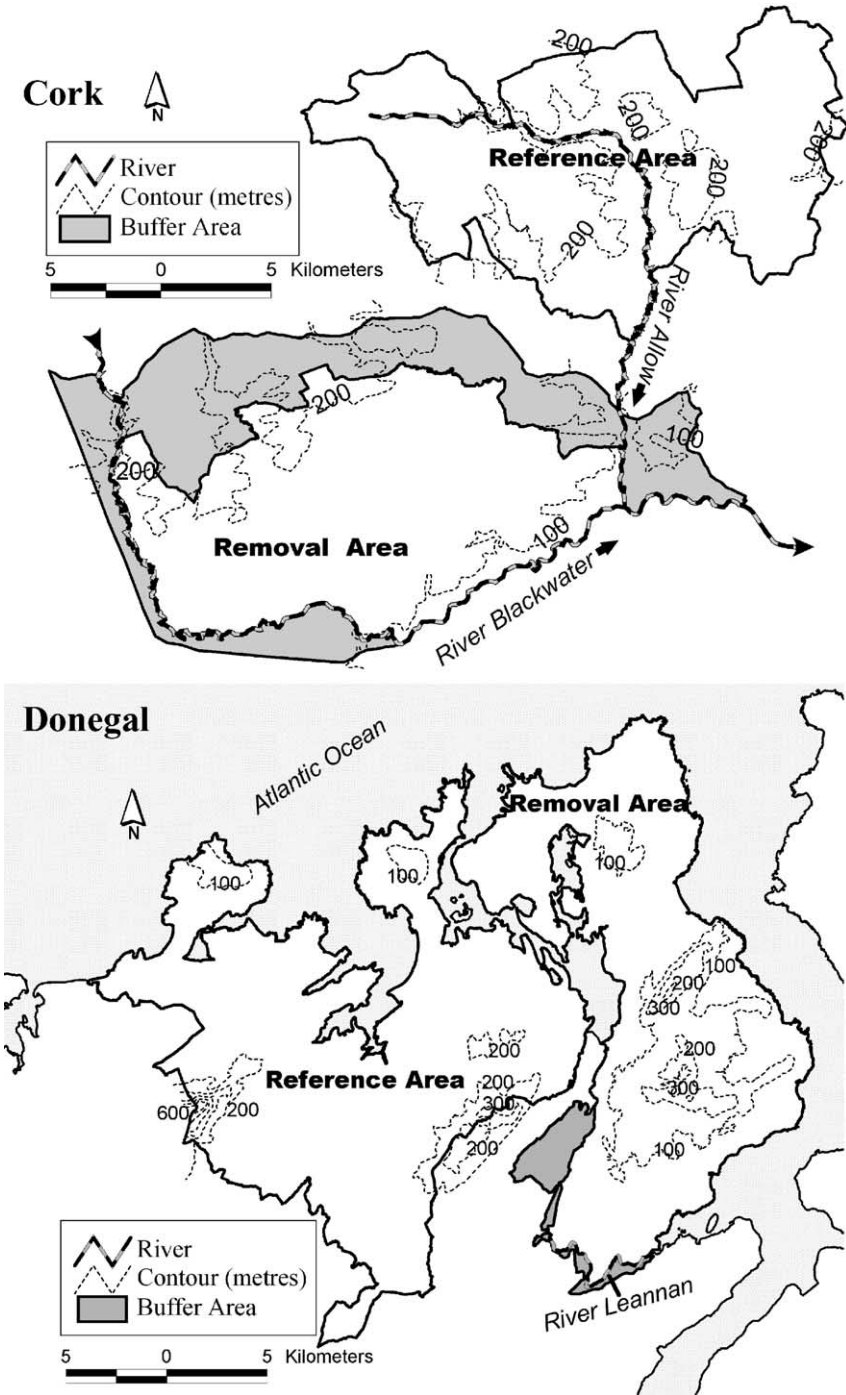 Cork
N
River
Contour (metres)
Buffer Area
5 0 5 Kilometers
200
200
200
200
200
Reference Area
200
River Allow
200
200
100
Removal Area
100
River Blackwater
Donegal
N
Atlantic Ocean
Removal Area
100
100
100
100
200
300
200
300
100
200
Reference Area
200
300
200
600
200
0
River Leannan
River
Contour (metres)
Buffer Area
5 0 5 Kilometers